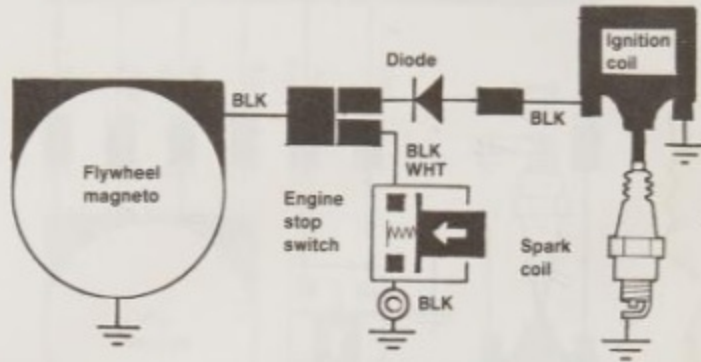 Ignition
coil
Diode
BLK
BLK
Flywheel
magneto
BLK
WHT
Engine
stop
switch
Spark
coil
BLK